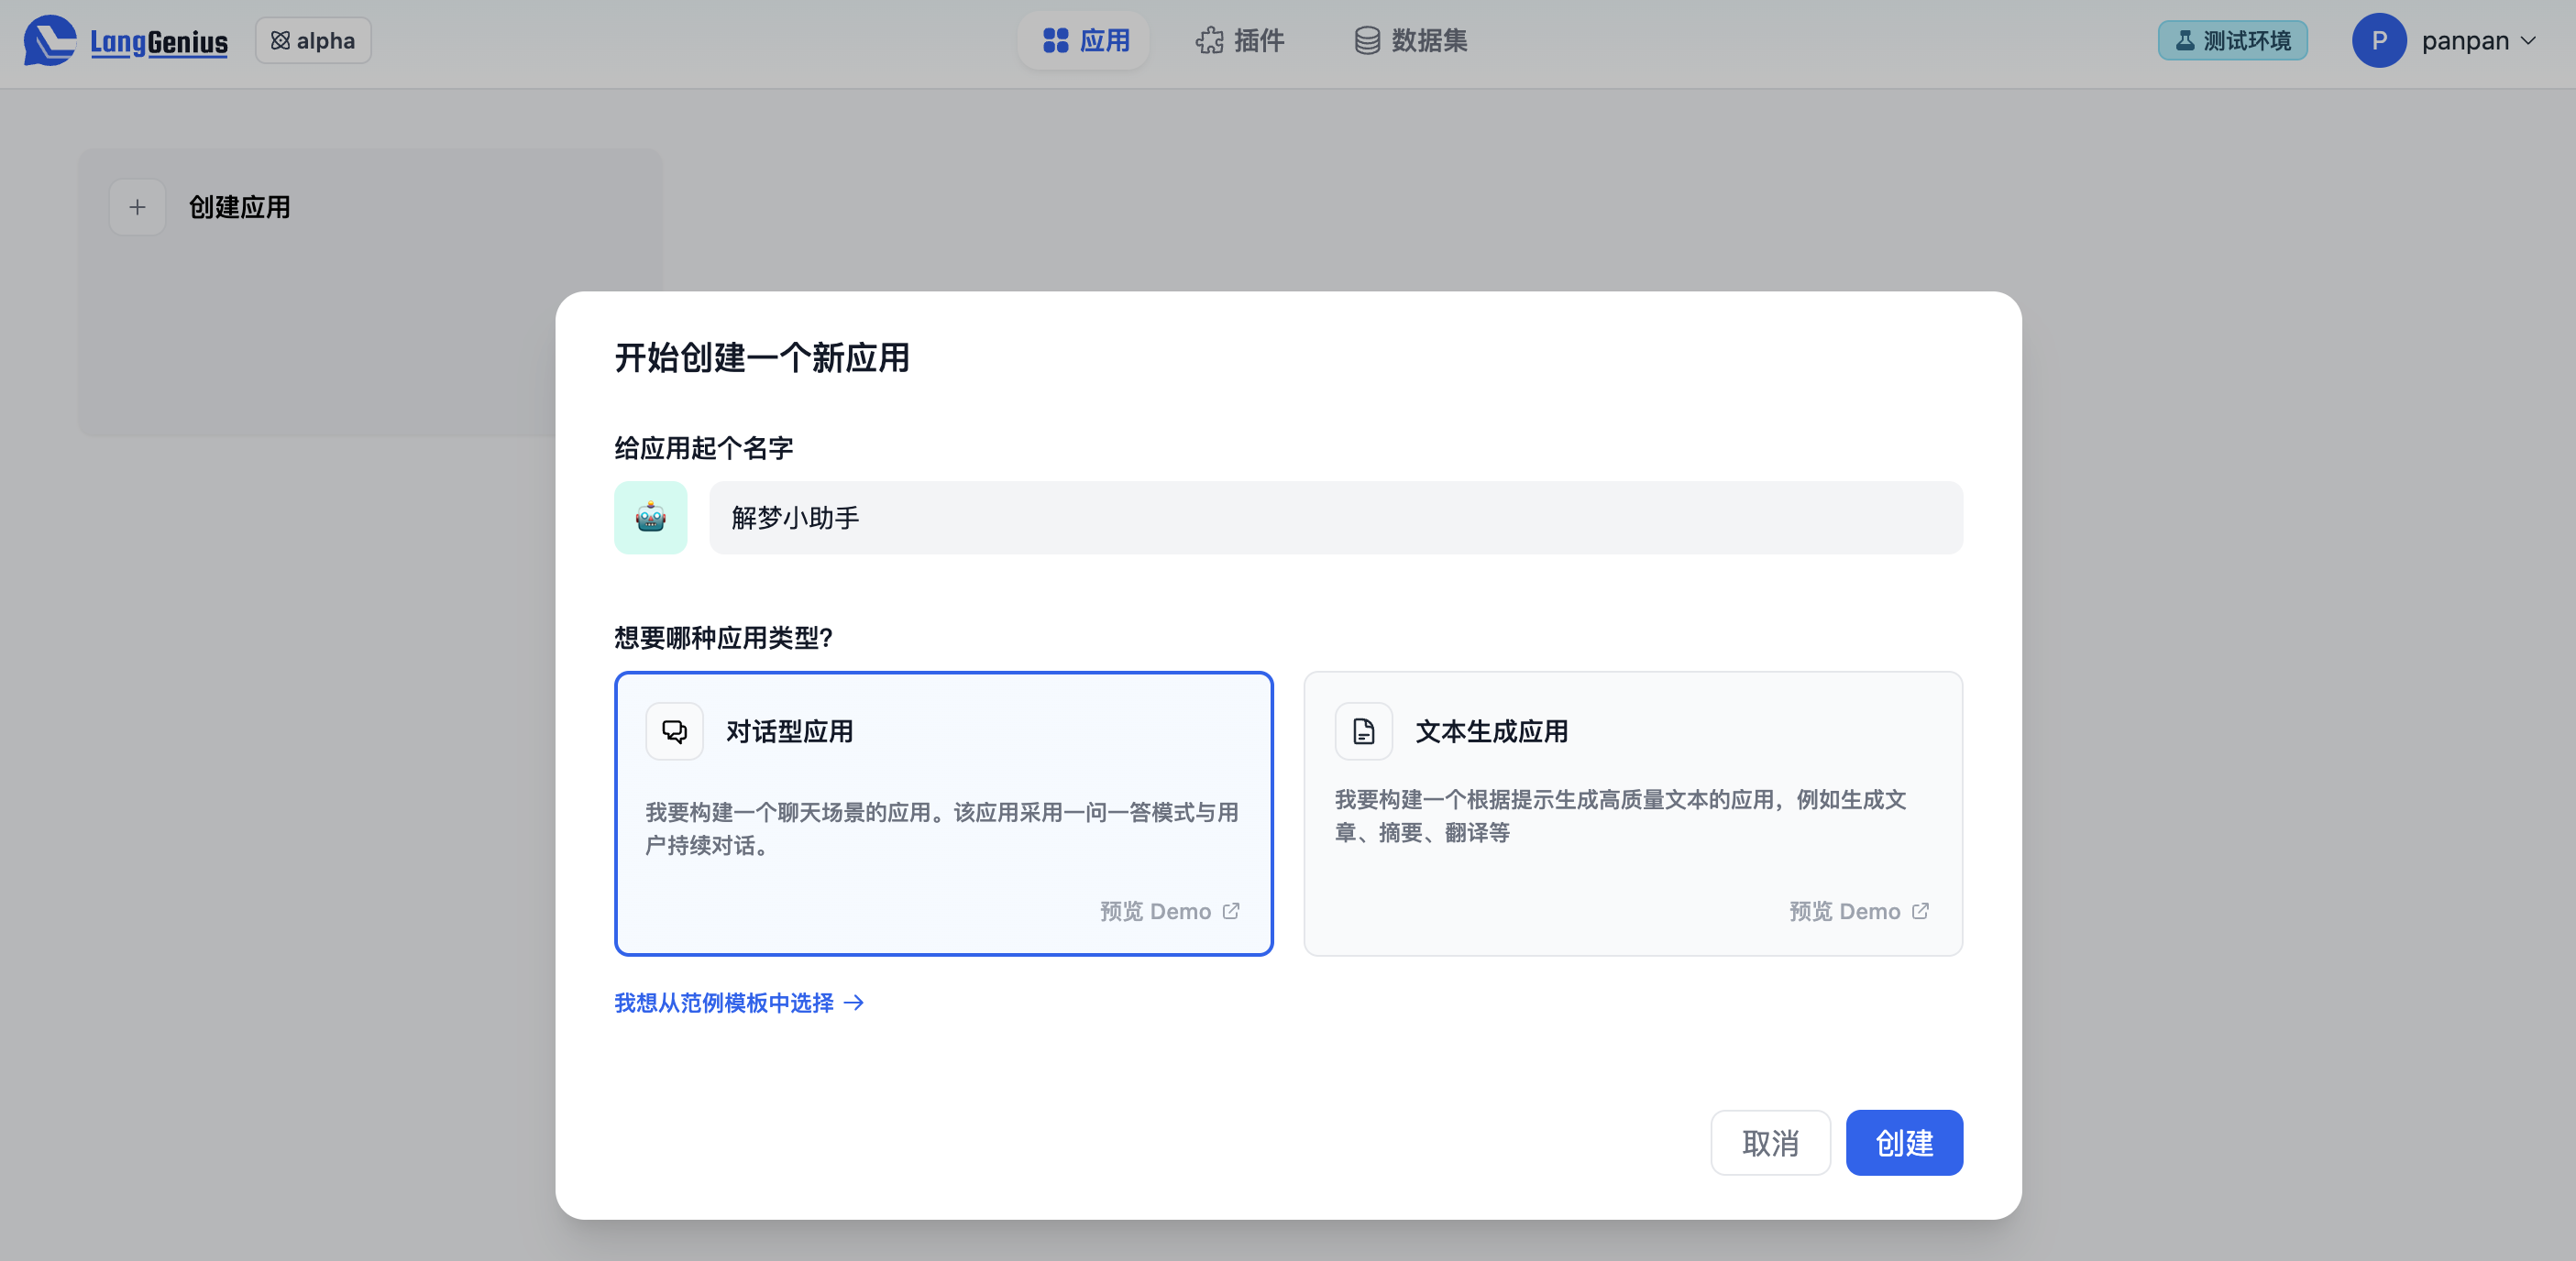 LangGenius
alpha
应用
插件
数据集
测试环境
P
panpan
创建应用
开始创建一个新应用
给应用起个名字
解梦小助手
想要哪种应用类型?
对话型应用
我要构建一个聊天场景的应用。该应用采用一问一答模式与用
户持续对话。
预览 Demo
文本生成应用
我要构建一个根据提示生成高质量文本的应用，例如生成文
章、摘要、翻译等
预览 Demo
我想从范例模板中选择
取消
创建